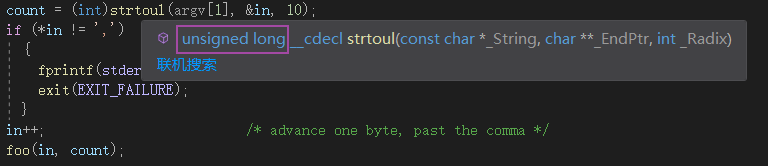 count = (int)strtoul(argv[1], &in, 10);
if (*in != ',')
unsigned long __cdecl strtoul(const char *_String, char **_EndPtr, int _Radix)
{
联机搜索
fprintf(stder
exit(EXIT_FAILURE);
}
in++; /* advance one byte, past the comma */
foo(in, count);